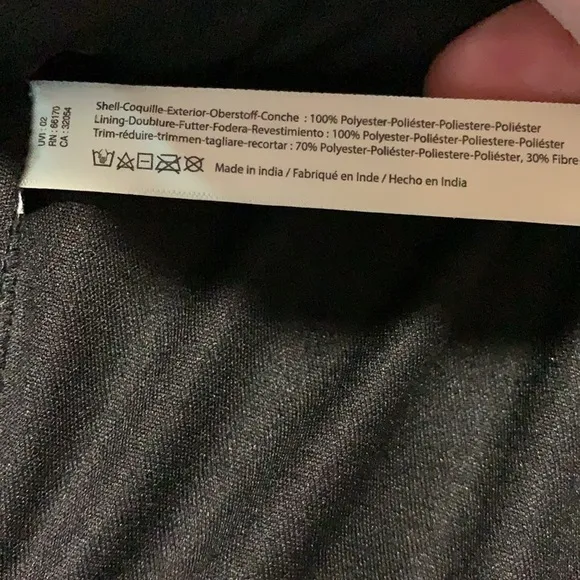 UVI : 02
RN : 66170
CA : 32054
Shell-Coquille-Exterior-Oberstoff-Conche : 100% Polyester-Poliéster-Poliestere-Poliéster
Lining-Doublure-Futter-Fodera-Revestimiento : 100% Polyester-Poliéster-Poliestere-Poliéster
Trim-réduire-trimmen-tagliare-recortar : 70% Polyester-Poliéster-Poliestere-Poliéster, 30% Fibre
Made in india / Fabriqué en Inde / Hecho en India